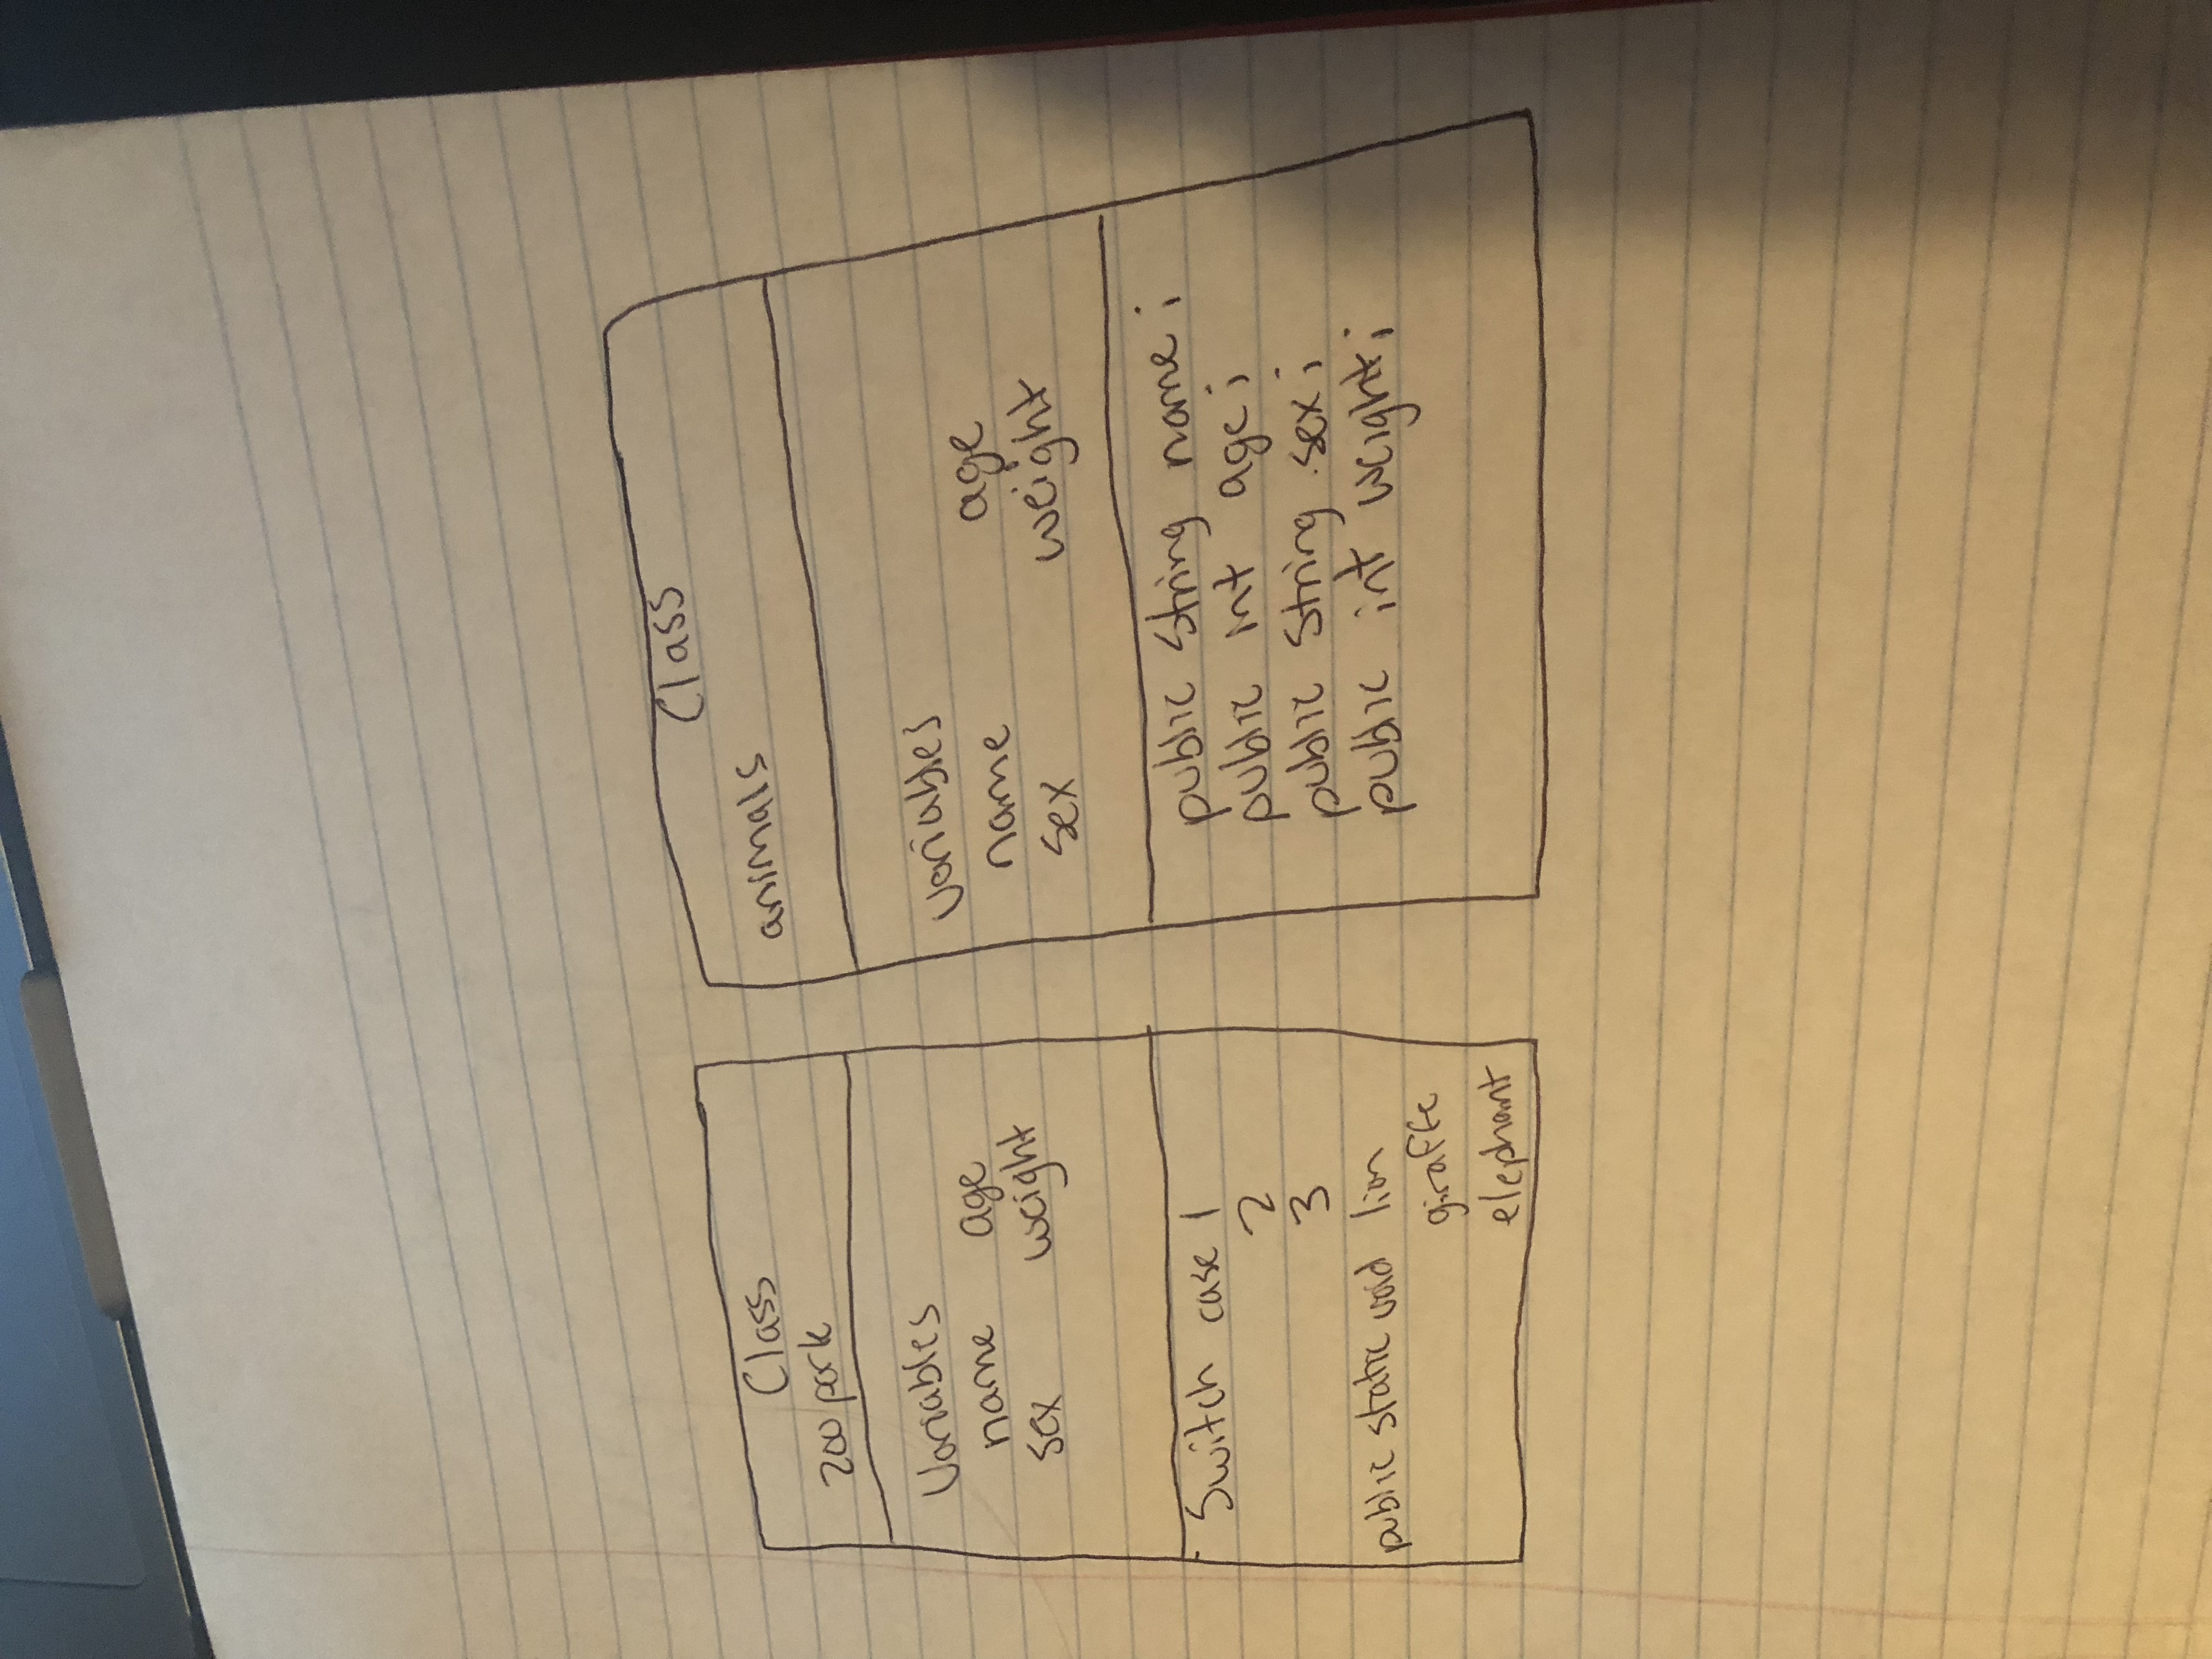 Class
zoo park
Variables
name age
sex weight
Switch case 1
2
3
public static void lion
giraffe
elephant
Class
animals
variables
name age
sex weight
public String name;
public int age;
public String sex;
public int weight;